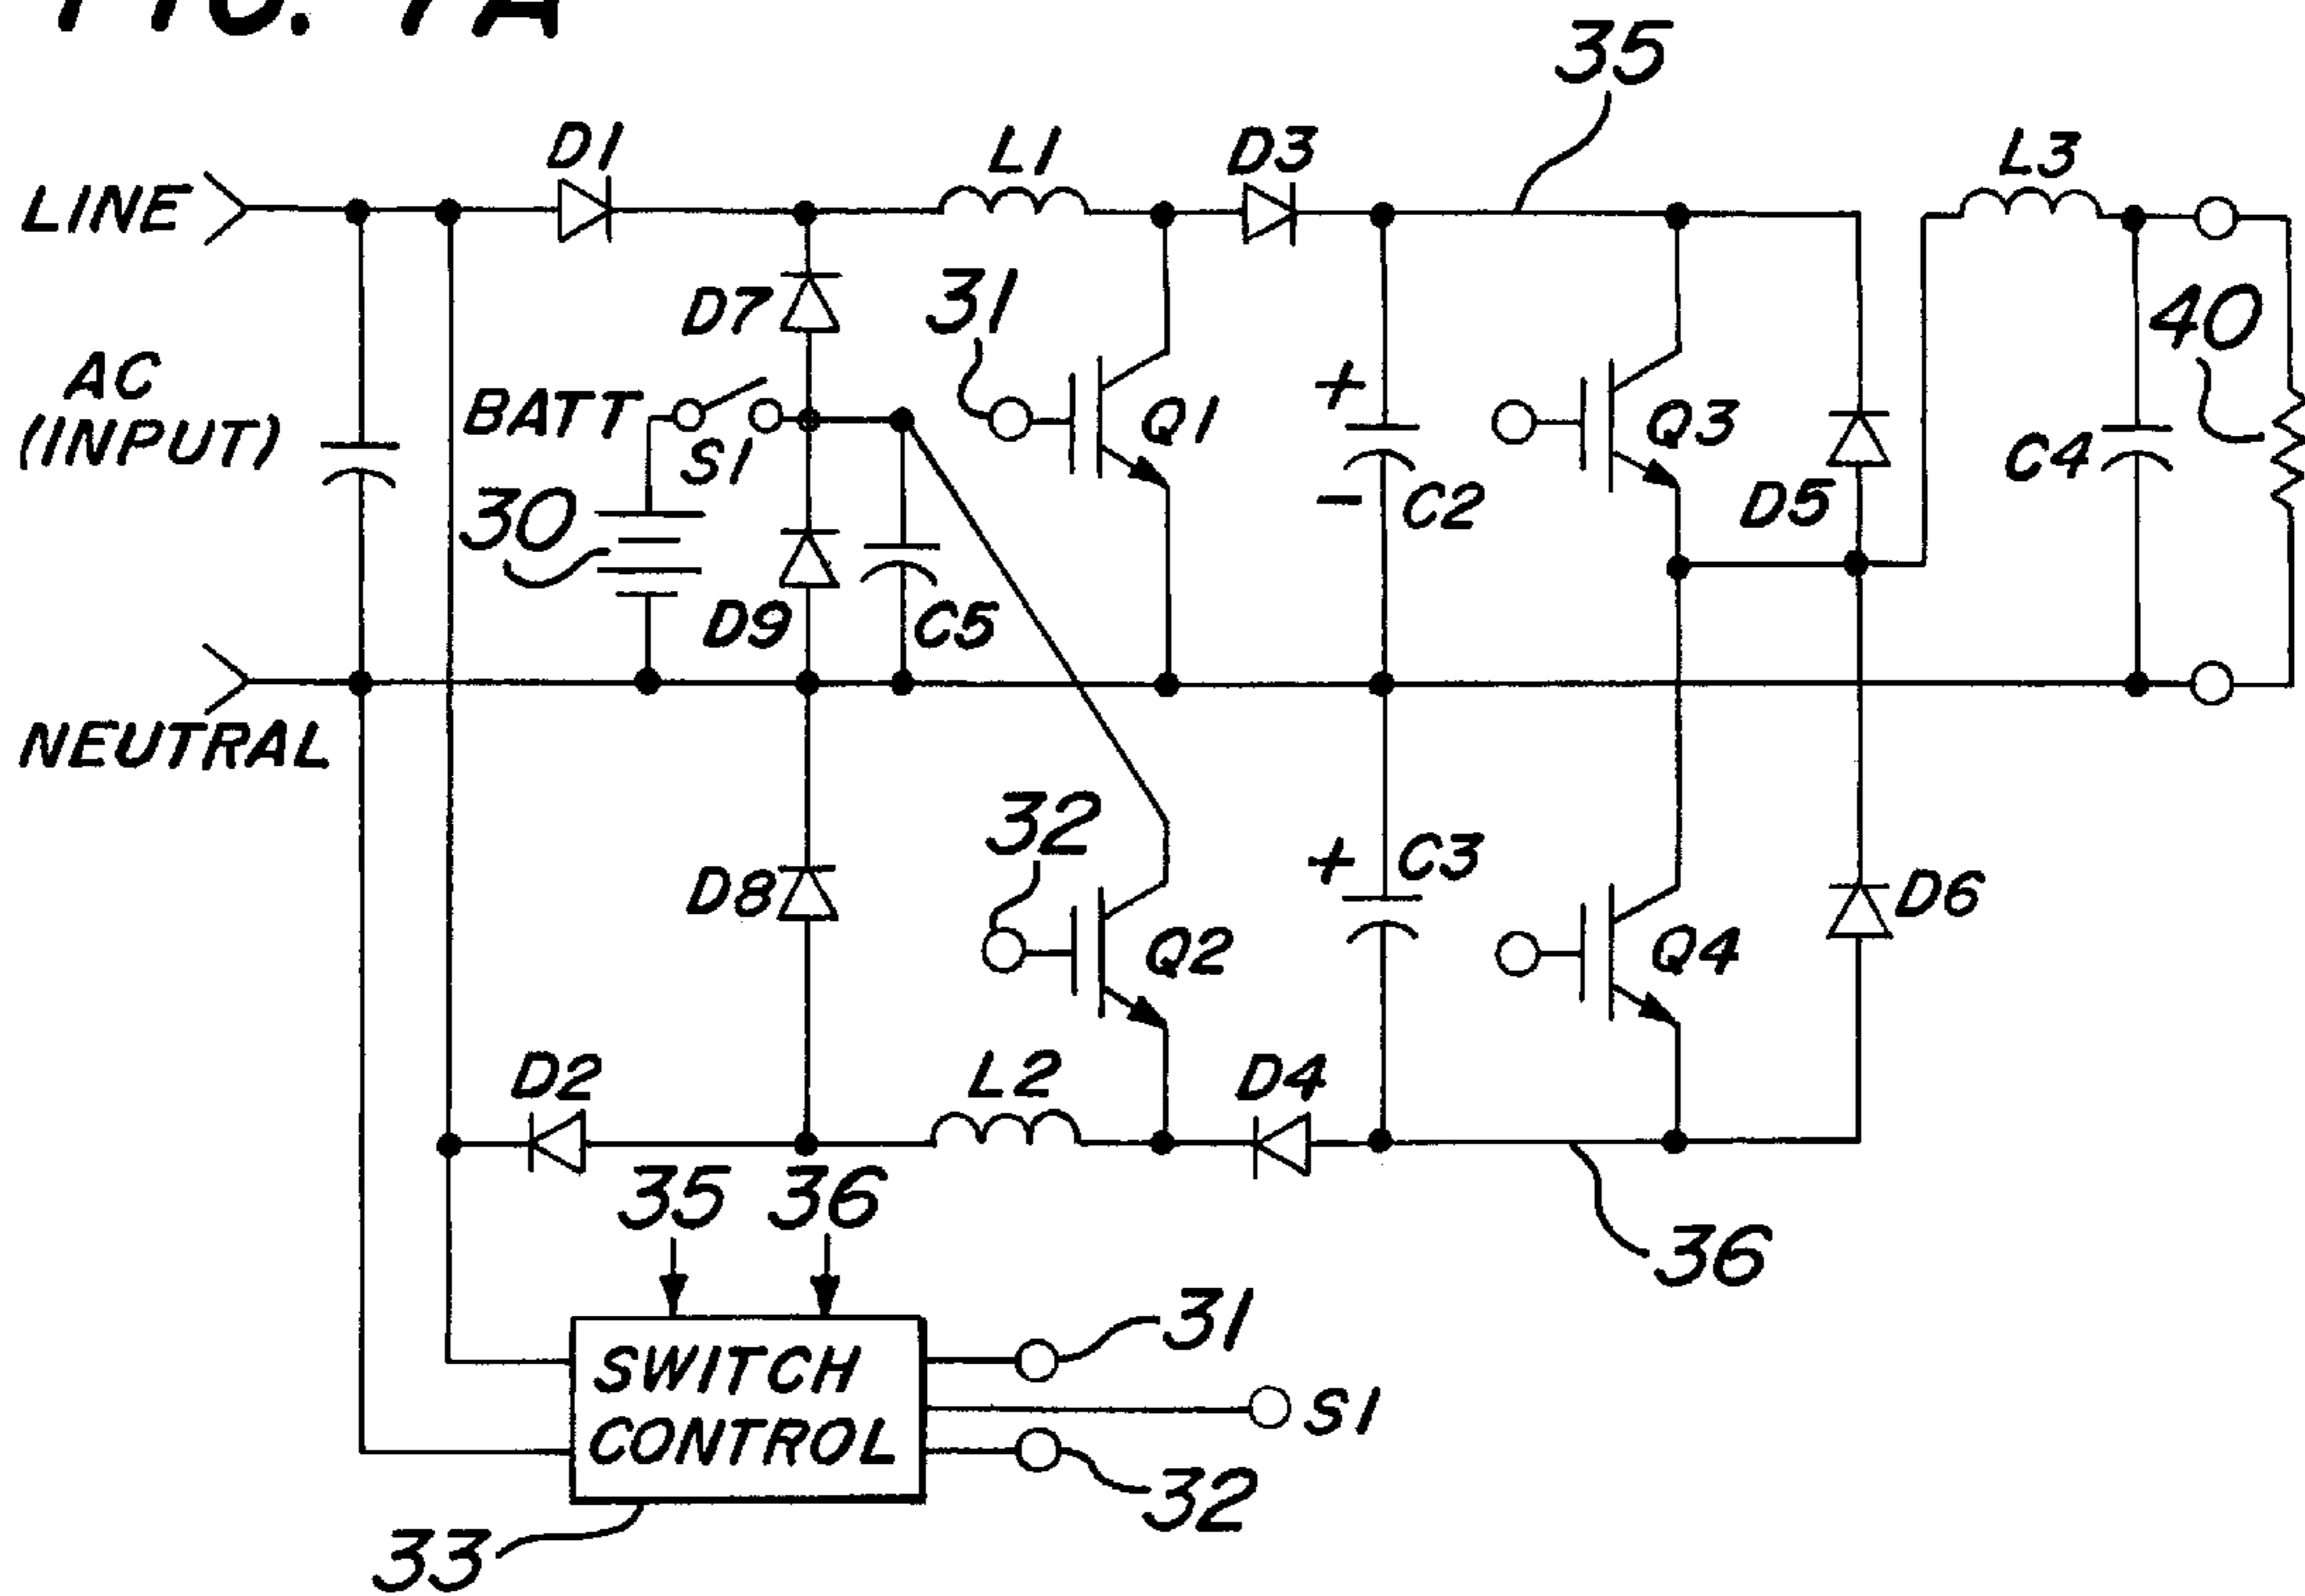 35
D1
L1
D3
L3
LINE
D7
31
40
AC
(INPUT)
BATT
S1
Q1
+
Q3
C4
30
-
C2
D5
D9
C5
NEUTRAL
32
+
C3
D8
Q2
Q4
D6
D2
L2
D4
35
36
36
31
SWITCH
CONTROL
S1
32
33